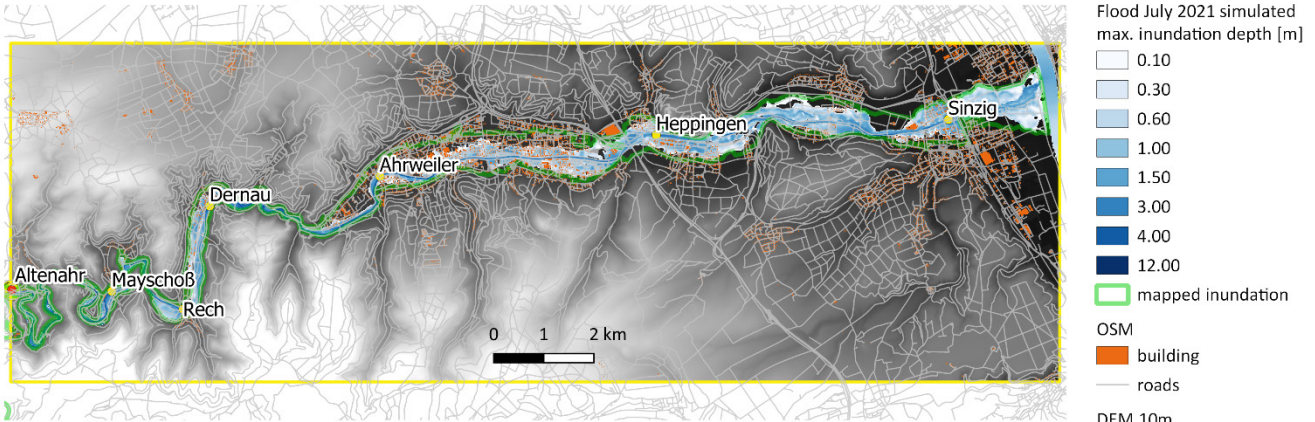 Flood July 2021 simulated
max. inundation depth [m]
0.10
0.30
0.60
1.00
1.50
3.00
4.00
12.00
mapped inundation
OSM
building
roads
DEM 10m
Sinzig
Heppingen
Ahrweiler
Dernau
Altenahr
Mayschoß
Rech
0 1 2 km